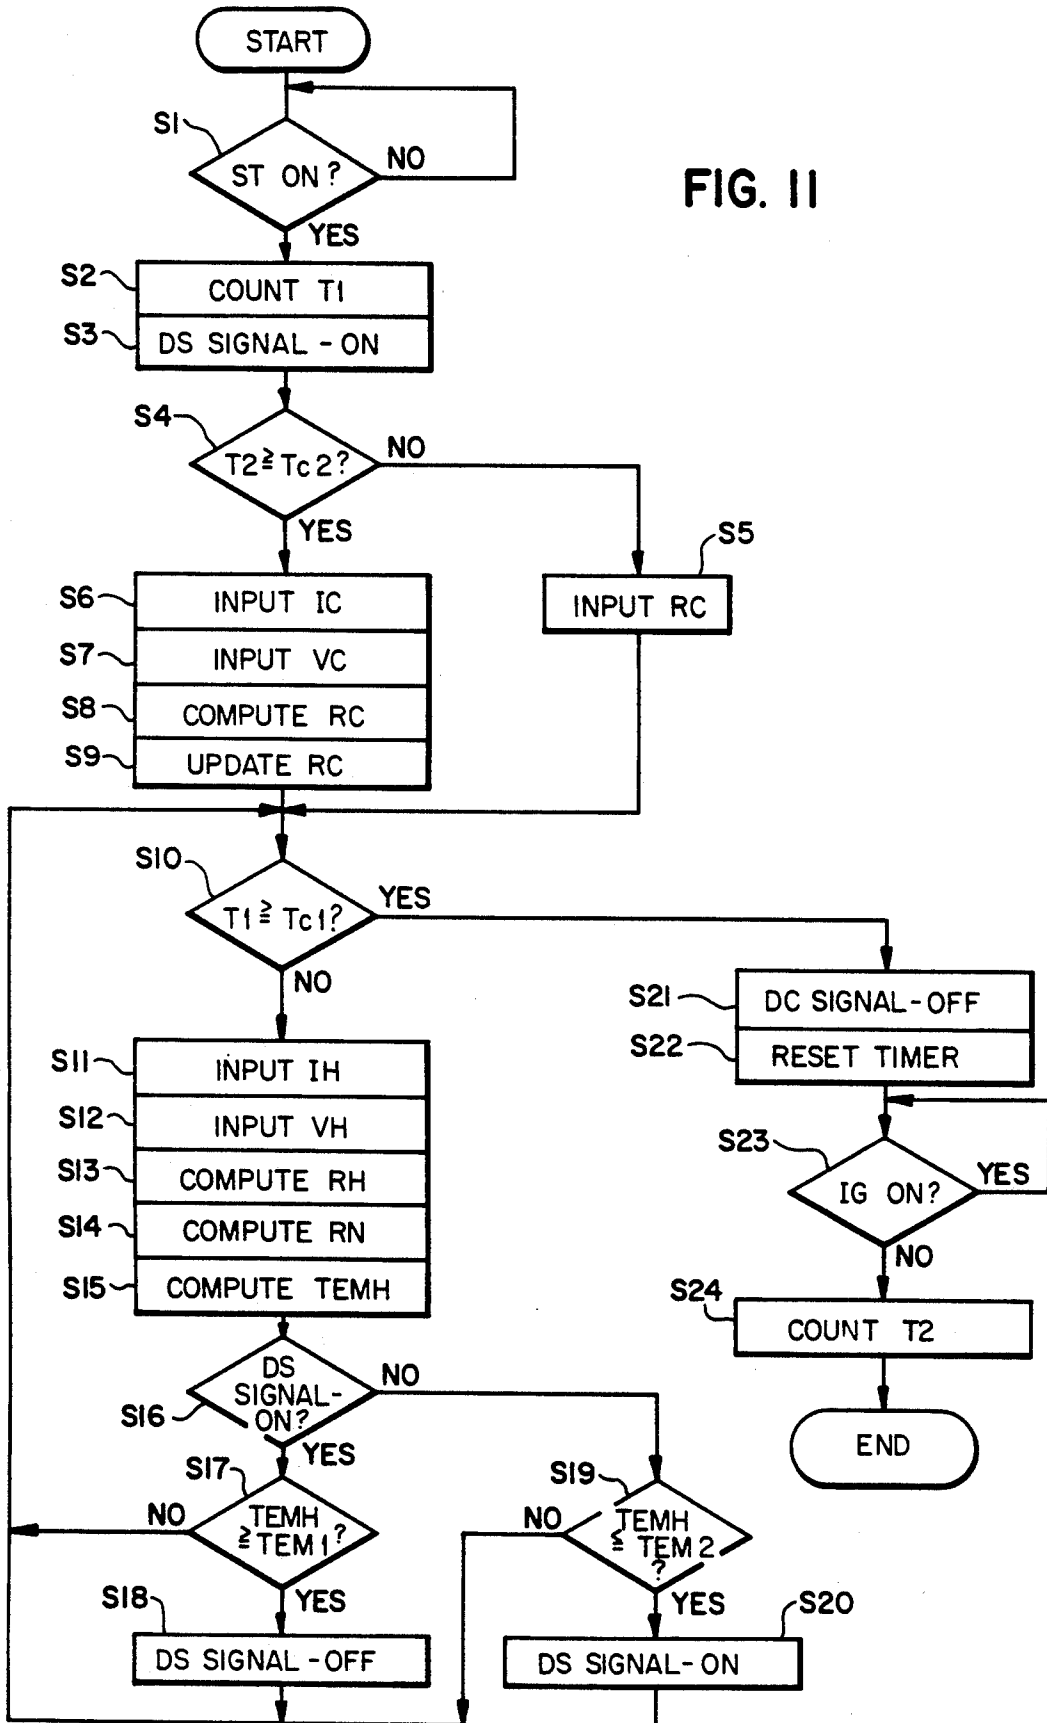 START
S1
ST ON?
NO
FIG. 11
YES
S2
COUNT T1
S3
DS SIGNAL-ON
S4
T2≧Tc2?
NO
YES
S5
S6
INPUT IC
INPUT RC
S7
INPUT VC
S8
COMPUTE RC
S9
UPDATE RC
S10
T1≧Tc1?
YES
NO
S21
DC SIGNAL-OFF
S22
RESET TIMER
S11
INPUT IH
S12
INPUT VH
S13
COMPUTE RH
S14
COMPUTE RN
S15
COMPUTE TEMH
S23
IG ON?
YES
NO
S24
COUNT T2
END
S16
DS
SIGNAL-
ON?
NO
YES
S17
TEMH
≧TEM1?
NO
YES
S19
TEMH
≦ TEM2
?
NO
YES
S18
DS SIGNAL-OFF
S20
DS SIGNAL-ON